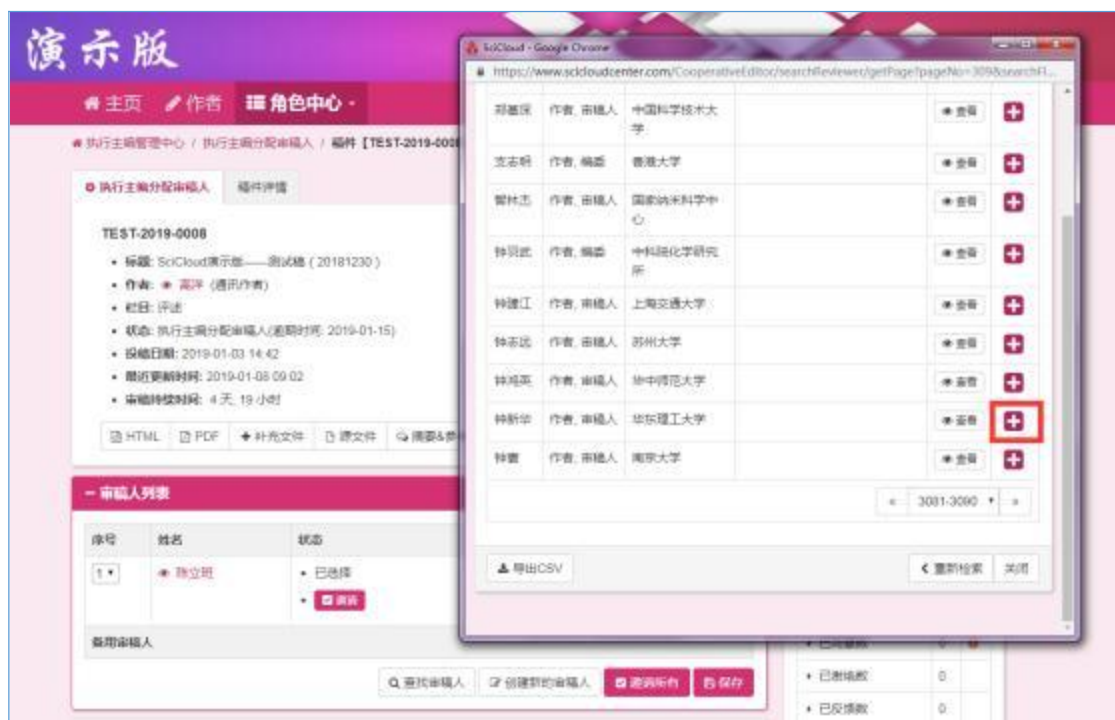 演示版
主页 作者 角色中心
执行主编管理中心 / 执行主编分配审稿人 / 稿件【TEST-2019-0008
执行主编分配审稿人 稿件详情
TEST-2019-0008
标题: SciCloud演示版——测试稿 ( 20181230 )
作者: 高洋 (通讯作者)
栏目: 评述
状态: 执行主编分配审稿人(逾期时间: 2019-01-15)
投稿日期: 2019-01-03 14:42
最近更新时间: 2019-01-08 09:02
审稿持续时间: 4 天, 19 小时
HTML PDF 补充文件 源文件 摘要&参
审稿人列表
序号 姓名 状态
1 陈立班 已选择
邀请
备用审稿人
查找审稿人 创建新的审稿人 邀请所有 保存
SciCloud - Google Chrome
https://www.scicloudcenter.com/CooperativeEditor/searchReviewer/getPage?pageNo=309&searchFl...
作者, 审稿人 中国科学技术大学 查看
支志明 作者, 编委 香港大学 查看
智林杰 作者, 审稿人 国家纳米科学中心 查看
钟羽武 作者, 编委 中科院化学研究所 查看
钟建江 作者, 审稿人 上海交通大学 查看
钟志远 作者, 审稿人 苏州大学 查看
钟鸿英 作者, 审稿人 华中师范大学 查看
钟新华 作者, 审稿人 华东理工大学 查看
作者, 审稿人 南京大学 查看
« 3081-3090 »
导出CSV 重新检索 关闭
已同意数 0
已谢绝数 0
已反馈数 0